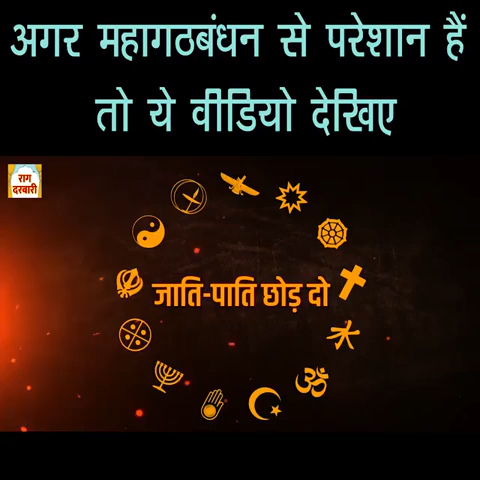 अगर महागठबंधन से परेशान हैं
तो ये वीडियो देखिए
राग
दरबारी
जाति-पाति छोड़ दो